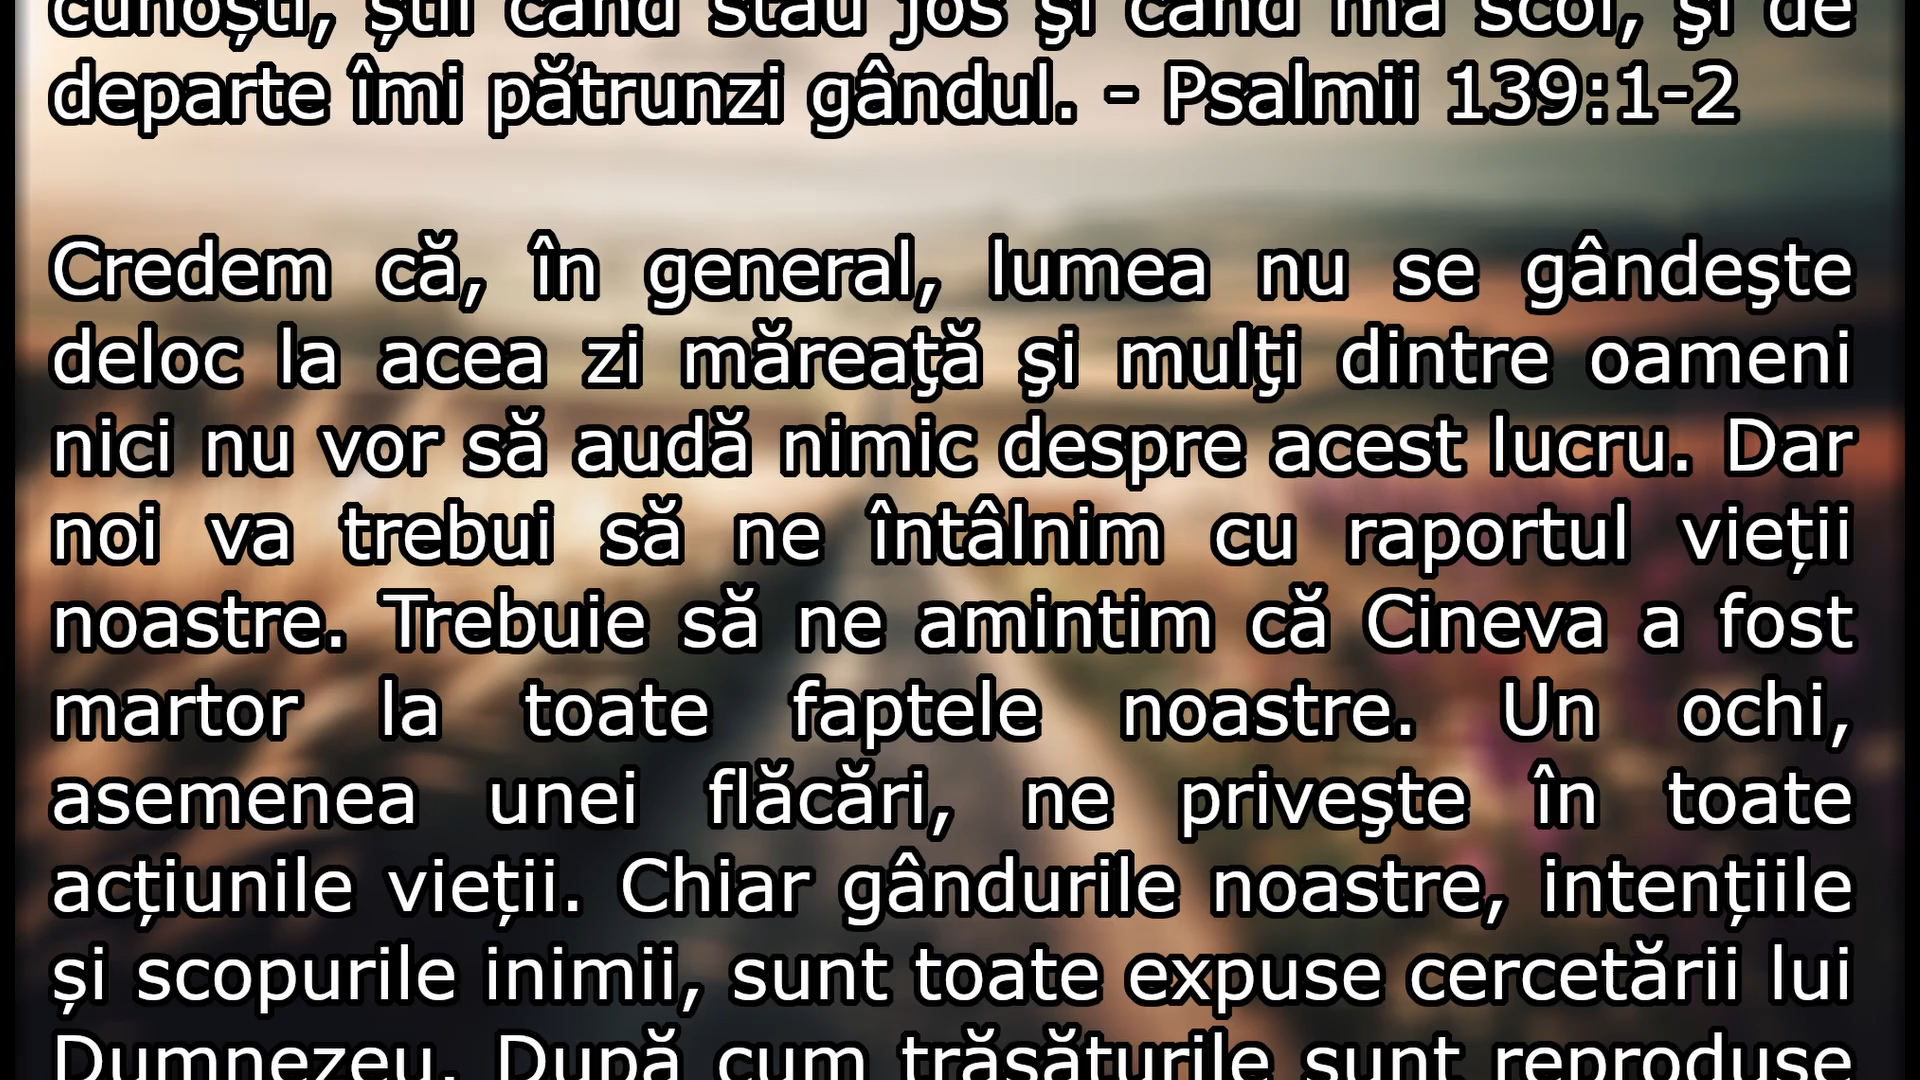 cunoști, știi când stau jos şi când mă scol, şi de
departe îmi pătrunzi gândul. - Psalmii 139:1-2
Credem că, în general, lumea nu se gândeşte
deloc la acea zi măreaţă şi mulţi dintre oameni
nici nu vor să audă nimic despre acest lucru. Dar
noi va trebui să ne întâlnim cu raportul vieții
noastre. Trebuie să ne amintim că Cineva a fost
martor la toate faptele noastre. Un ochi,
asemenea unei flăcări, ne priveşte în toate
acțiunile vieții. Chiar gândurile noastre, intențiile
și scopurile inimii, sunt toate expuse cercetării lui
Dumnezeu. După cum trăsăturile sunt reproduse